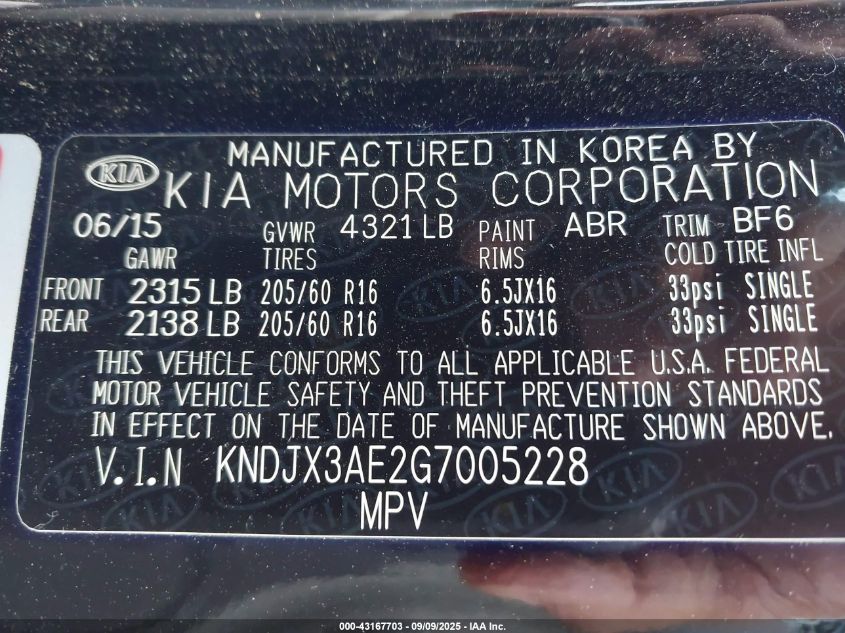 MANUFACTURED IN KOREA BY
KIA KIA MOTORS CORPORATION
06/15 GVWR 4321 LB PAINT ABR TRIM BF6
GAWR TIRES RIMS COLD TIRE INFL
FRONT 2315 LB 205/60 R16 6.5JX16 33psi SINGLE
REAR 2138 LB 205/60 R16 6.5JX16 33psi SINGLE
THIS VEHICLE CONFORMS TO ALL APPLICABLE U.S.A. FEDERAL
MOTOR VEHICLE SAFETY AND THEFT PREVENTION STANDARDS
IN EFFECT ON THE DATE OF MANUFACTURE SHOWN ABOVE.
V.I.N KNDJX3AE2G7005228
MPV
000-43167703 - 09/09/2025 - IAA Inc.